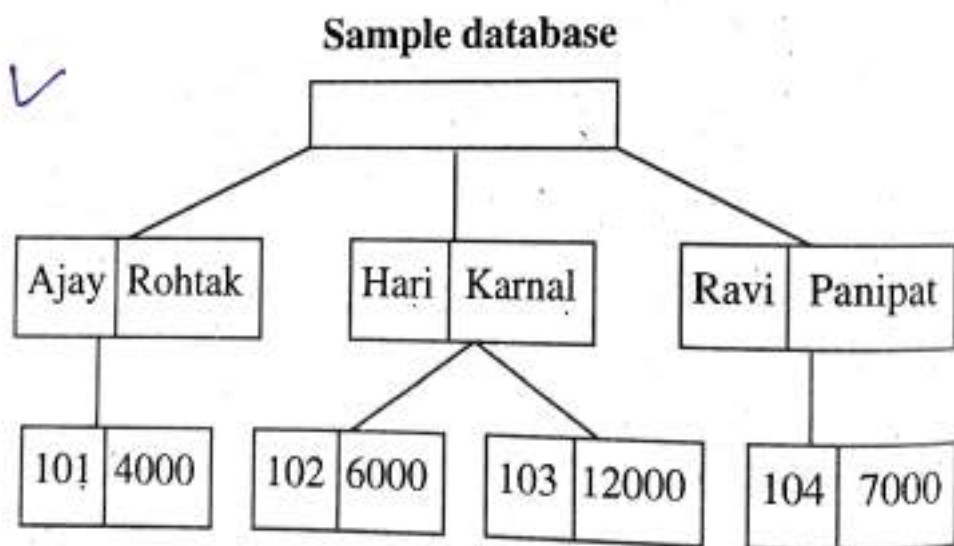 Sample database
Ajay Rohtak
Hari Karnal
Ravi Panipat
101 4000
102 6000
103 12000
104 7000